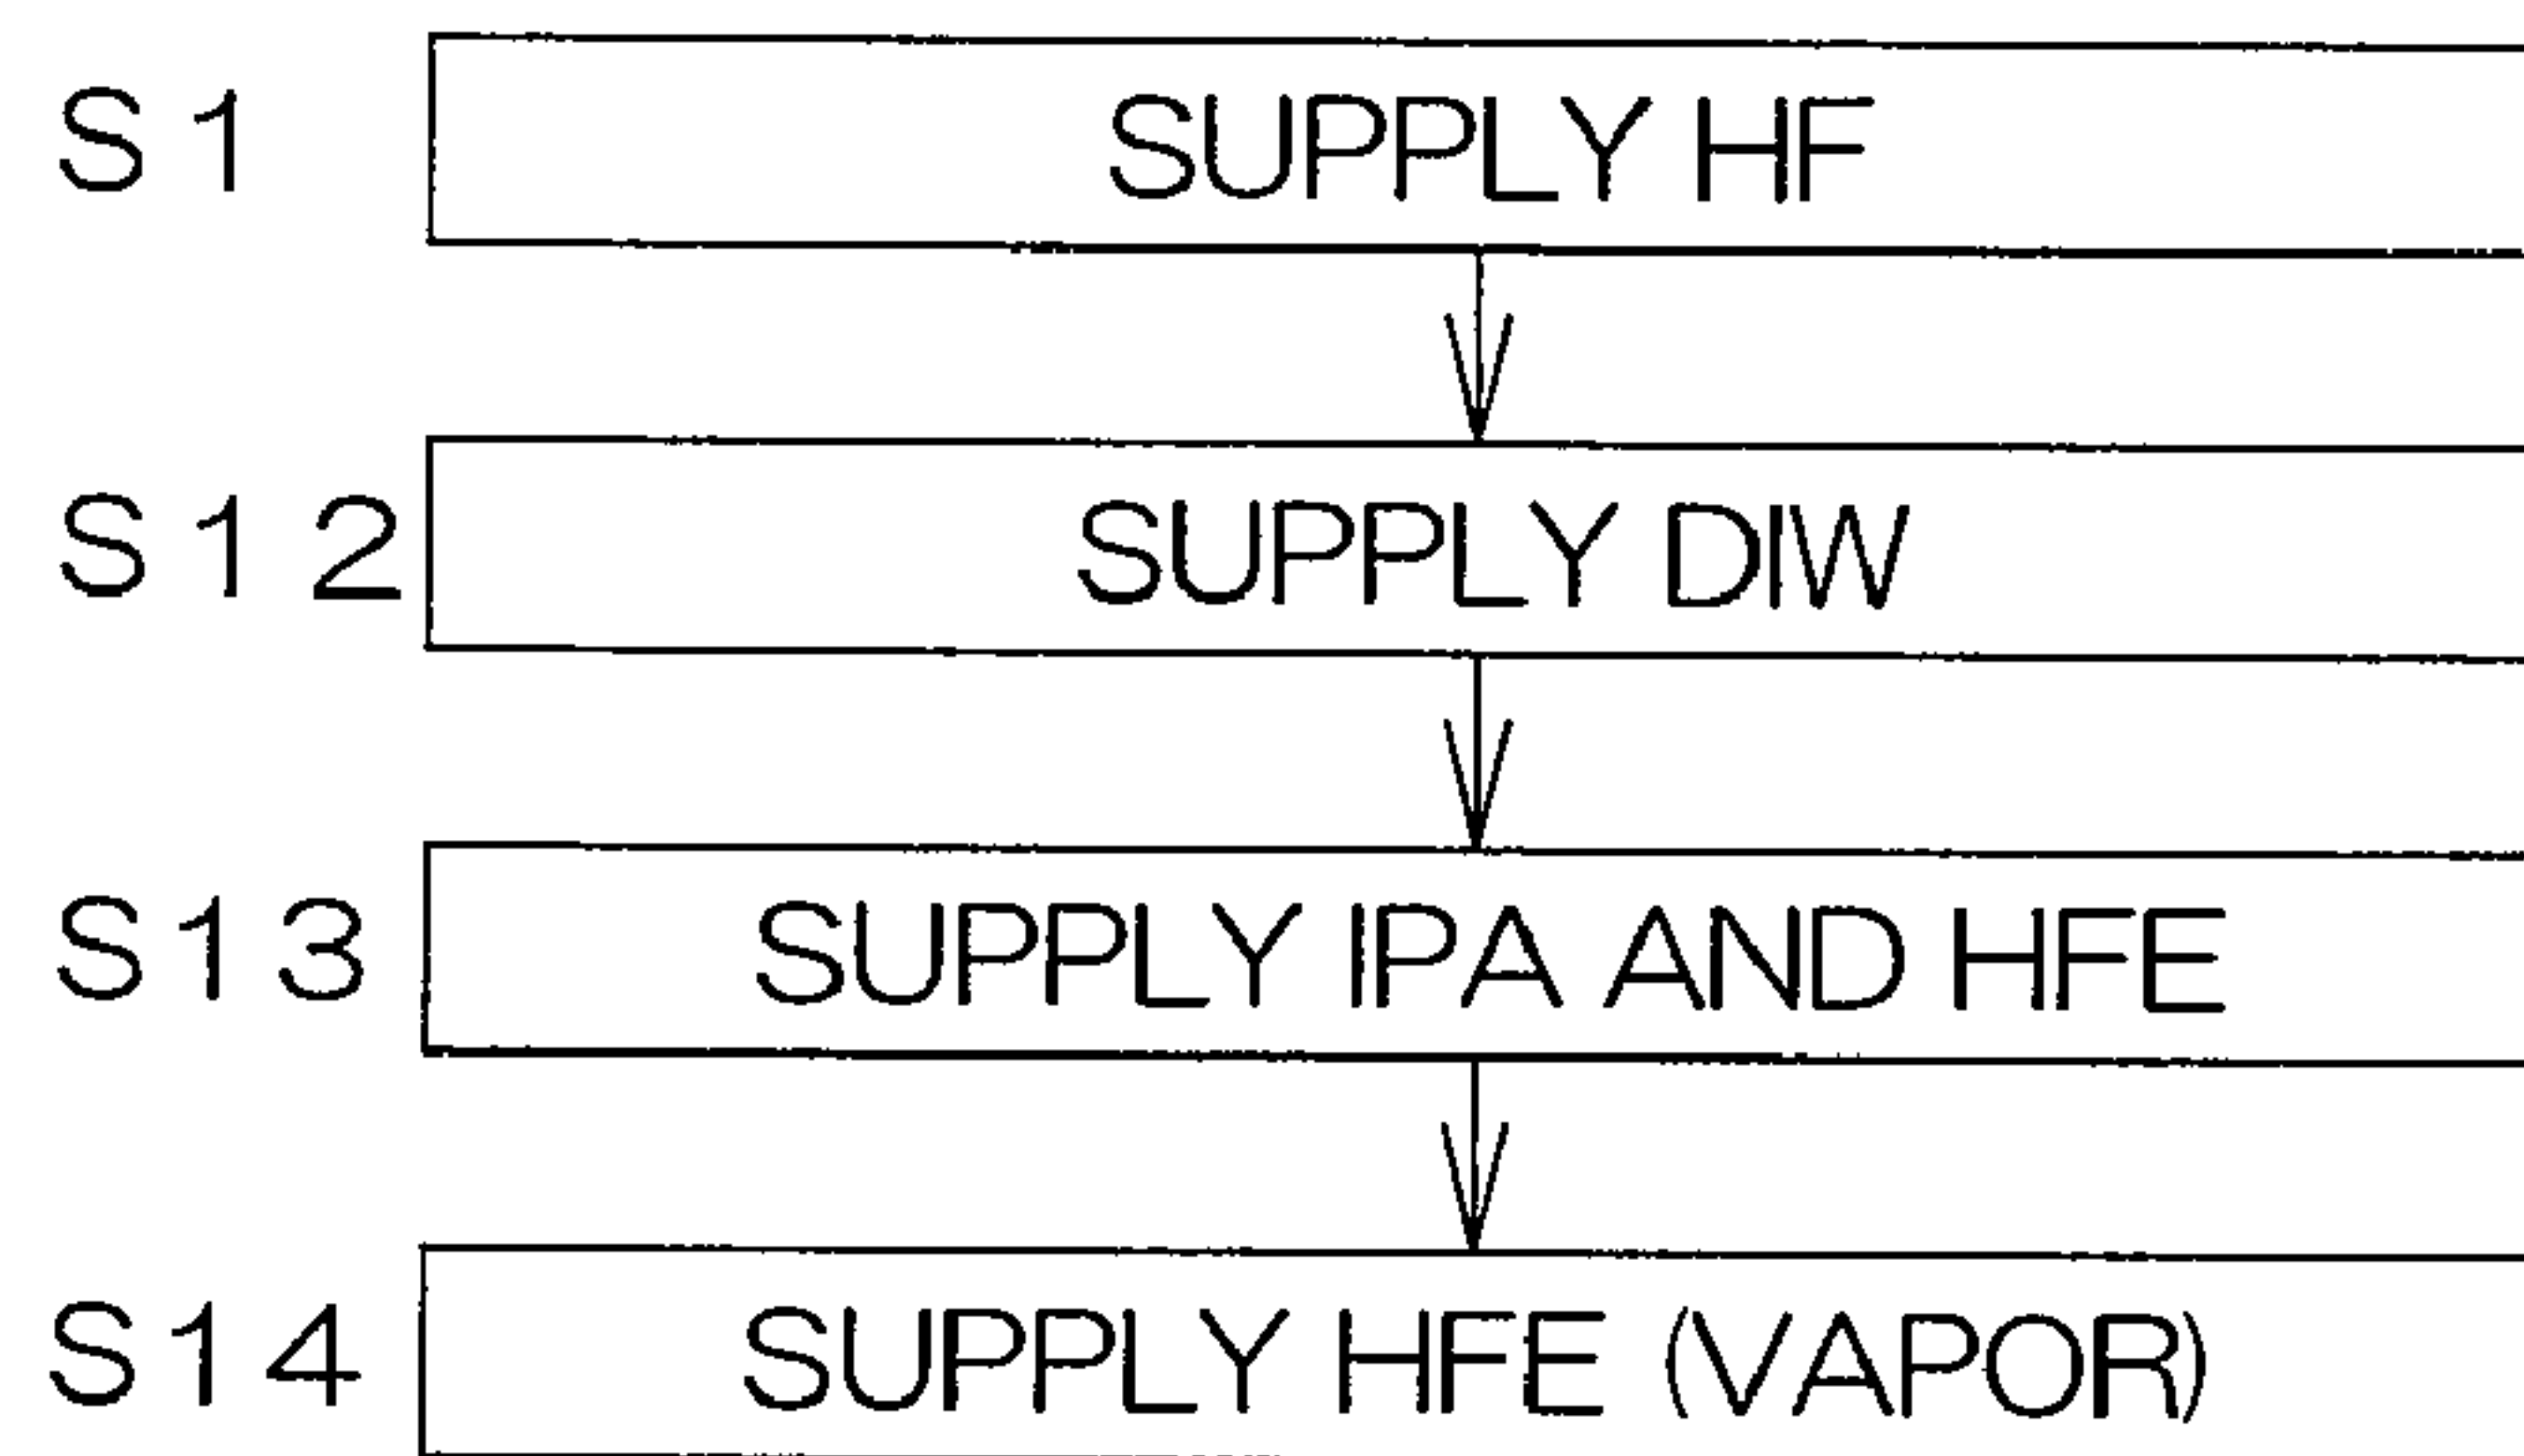 S1 SUPPLY HF
S12 SUPPLY DIW
S13 SUPPLY IPA AND HFE
S14 SUPPLY HFE (VAPOR)